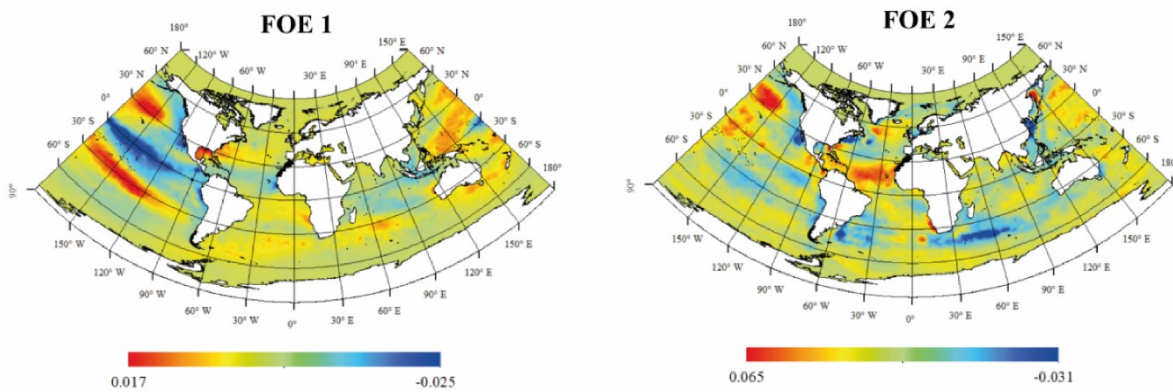 FOE 1
180°
150° E
60° N
120° W
120° E
60° N
30° N
60° W
30° E
90° E
30° N
0°
0°
30° S
30° S
60° S
60° S
90°
180°
150° W
150° E
120° W
120° E
90° W
90° E
60° W
30° W
0°
30° E
60° E
0.017
-0.025
FOE 2
180°
150° E
60° N
120° W
120° E
60° N
30° N
60° W
30° E
90° E
30° N
0°
0°
30° S
30° S
60° S
60° S
90°
180°
150° W
150° E
120° W
120° E
90° W
90° E
60° W
30° W
0°
30° E
60° E
0.065
-0.031